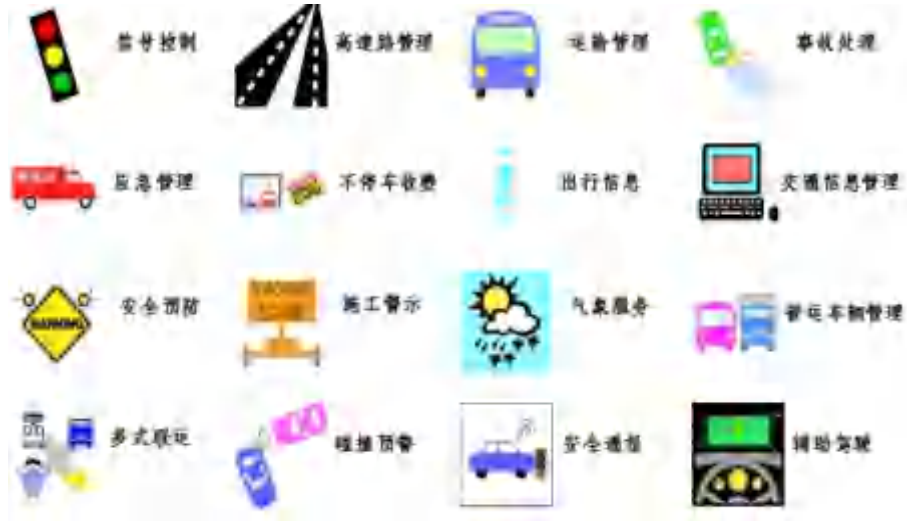 信号控制
高速路管理
运输管理
事故处理
应急管理
不停车收费
出行信息
交通信息管理
WARNING
安全预防
施工警示
气象服务
营运车辆管理
多式联运
碰撞预警
安全通信
辅助驾驶